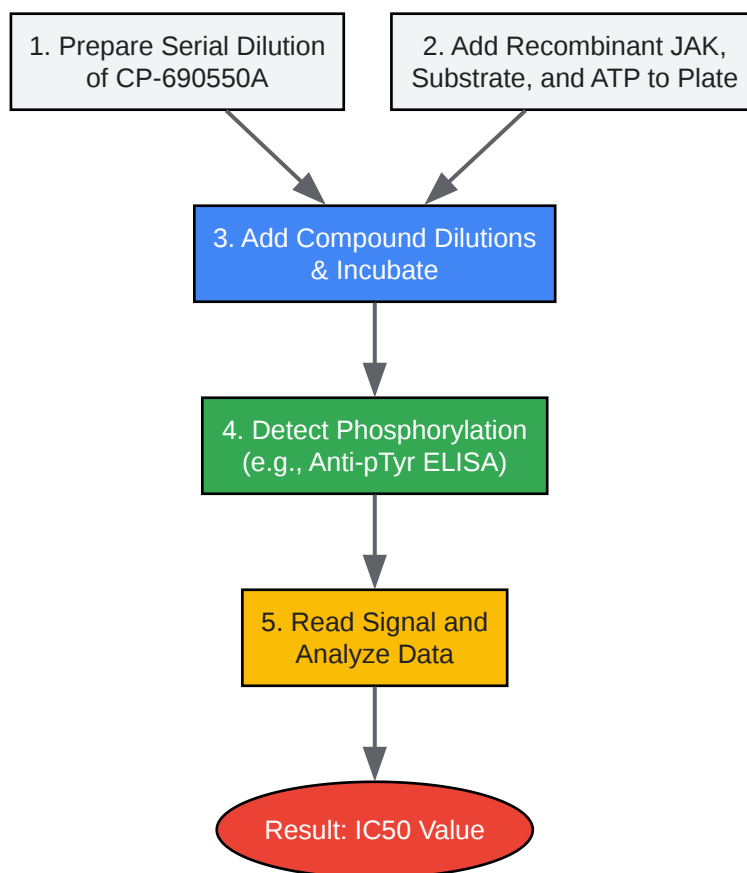 1. Prepare Serial Dilution
of CP-690550A
2. Add Recombinant JAK,
Substrate, and ATP to Plate
3. Add Compound Dilutions
& Incubate
4. Detect Phosphorylation
(e.g., Anti-pTyr ELISA)
5. Read Signal and
Analyze Data
Result: IC50 Value